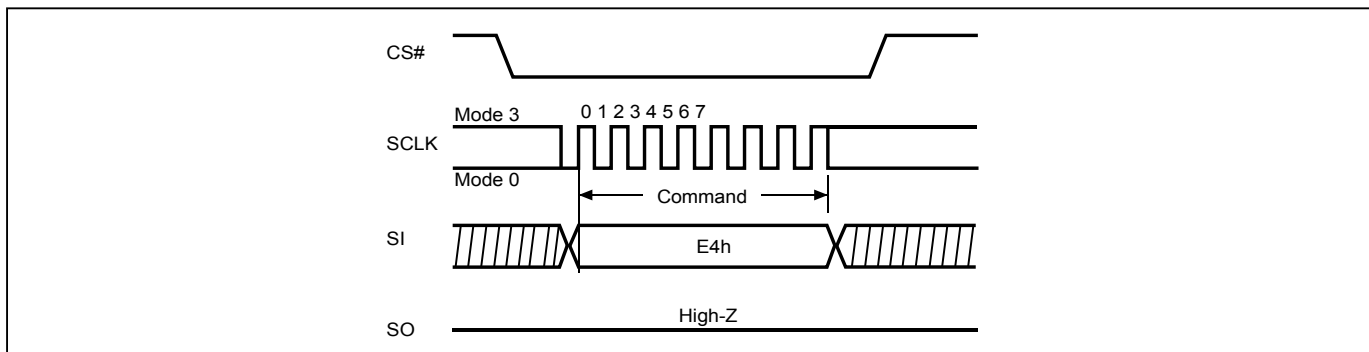 CS#
Mode 3
0 1 2 3 4 5 6 7
SCLK
Mode 0
Command
SI
E4h
High-Z
SO